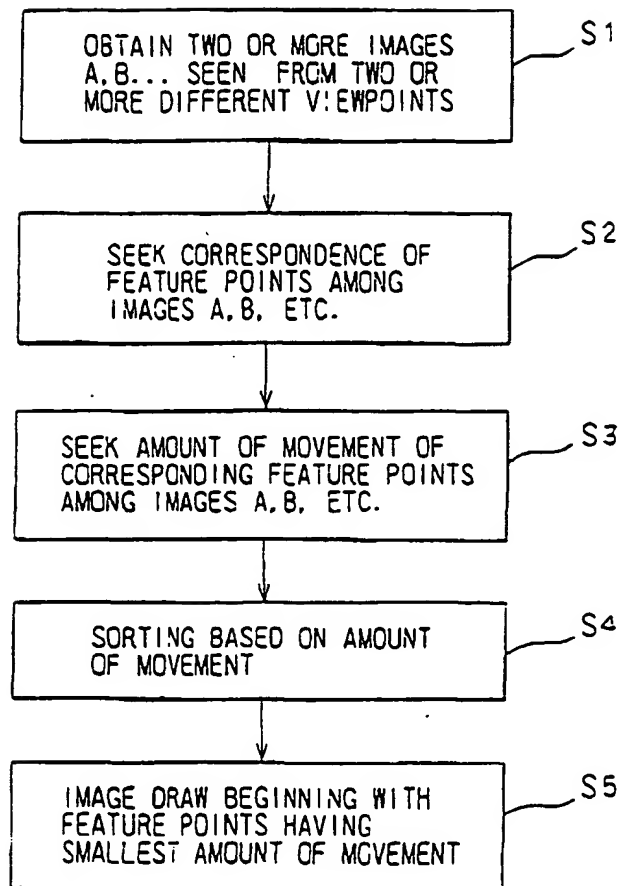 OBTAIN TWO OR MORE IMAGES
A,B... SEEN FROM TWO OR
MORE DIFFERENT VIEWPOINTS
S1
SEEK CORRESPONDENCE OF
FEATURE POINTS AMONG
IMAGES A,B, ETC.
S2
SEEK AMOUNT OF MOVEMENT OF
CORRESPONDING FEATURE POINTS
AMONG IMAGES A,B, ETC.
S3
SORTING BASED ON AMOUNT
OF MOVEMENT
S4
IMAGE DRAW BEGINNING WITH
FEATURE POINTS HAVING
SMALLEST AMOUNT OF MOVEMENT
S5